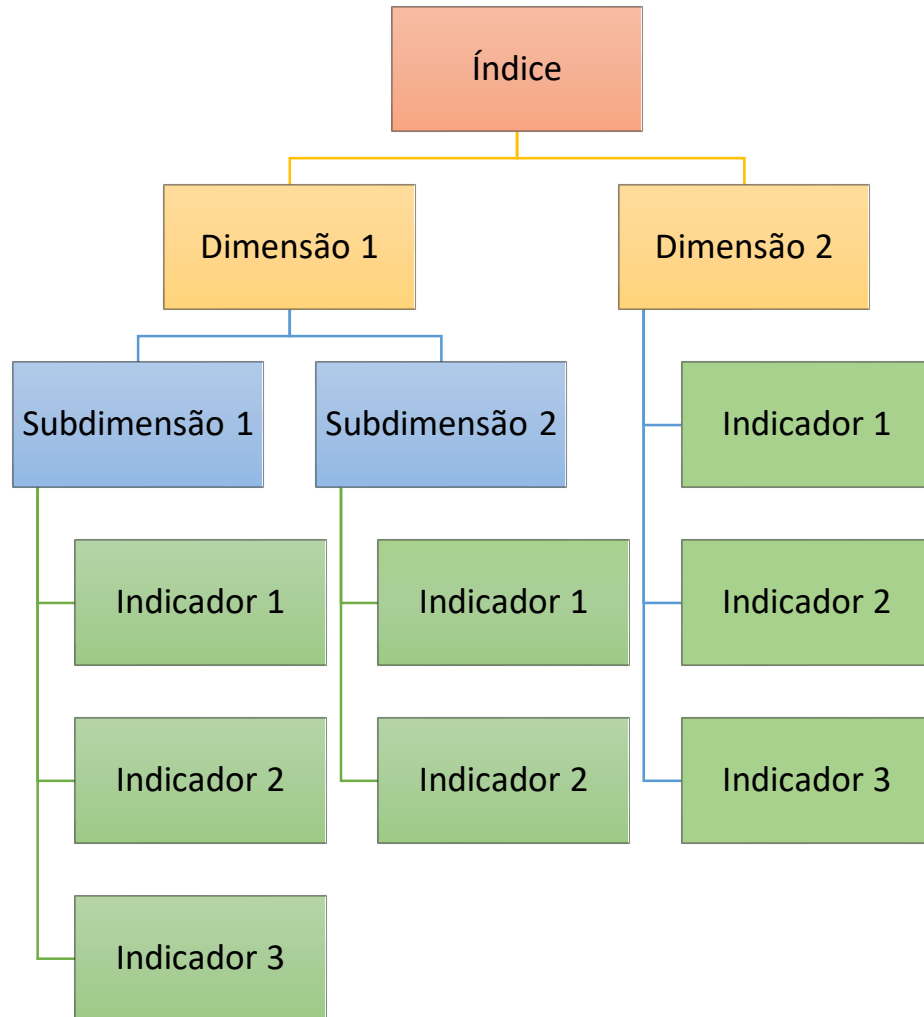 Índice
Dimensão 1
Dimensão 2
Subdimensão 1
Subdimensão 2
Indicador 1
Indicador 1
Indicador 1
Indicador 2
Indicador 2
Indicador 2
Indicador 3
Indicador 3